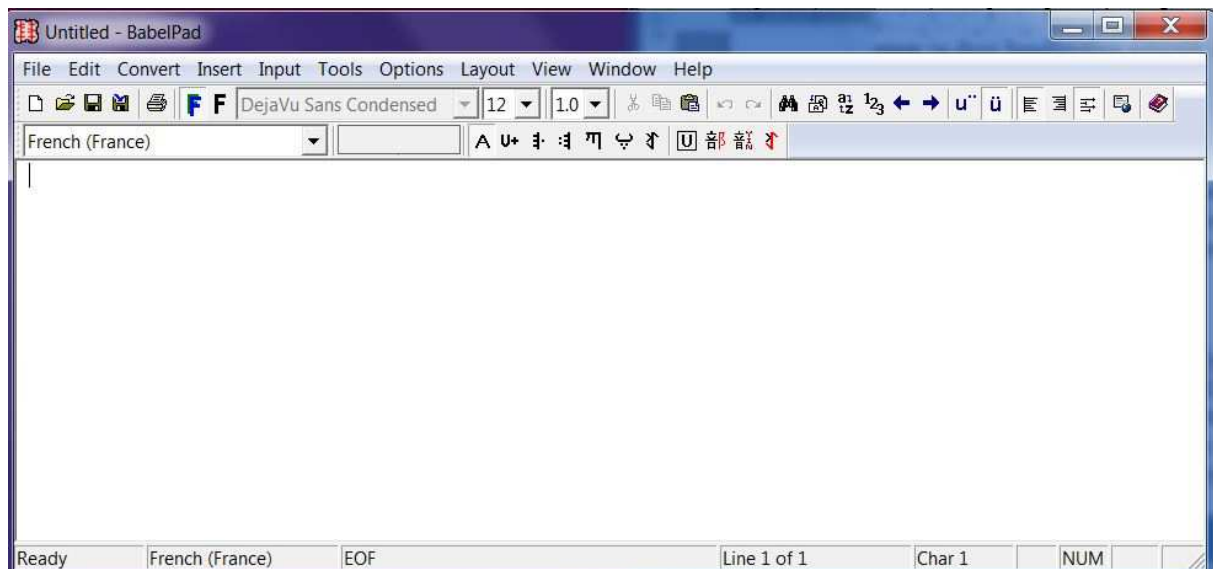 Untitled - BabelPad
File Edit Convert Insert Input Tools Options Layout View Window Help
F F DejaVu Sans Condensed 12 1.0 u¨ ü
French (France) A U+ U 部
Ready French (France) EOF Line 1 of 1 Char 1 NUM